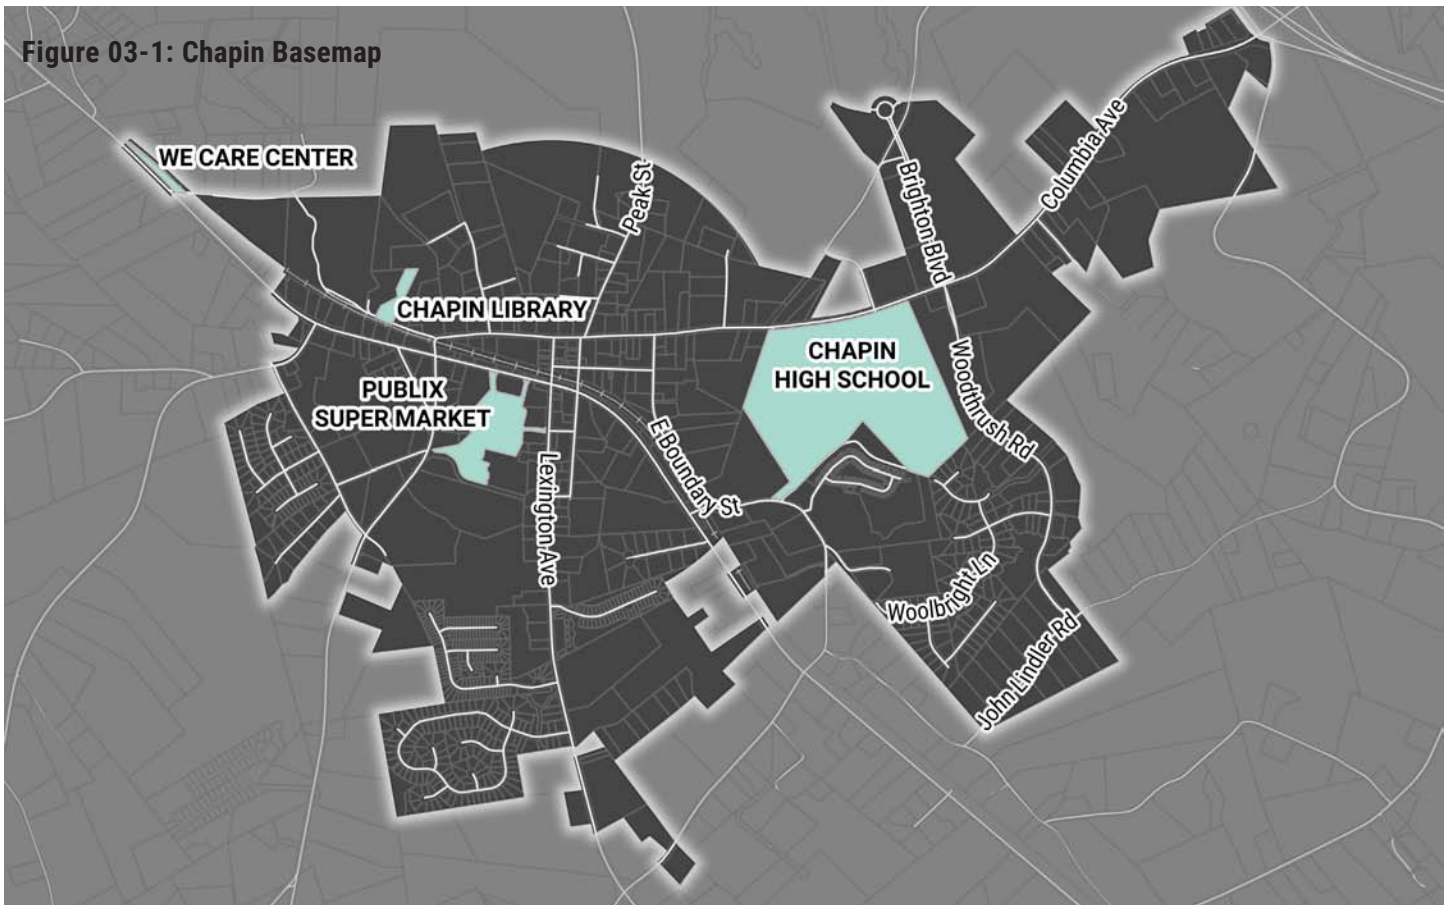 Figure 03-1: Chapin Basemap
WE CARE CENTER
Peak St
Columbia Ave
Brighton Blvd
CHAPIN LIBRARY
CHAPIN
HIGH SCHOOL
PUBLIX
SUPER MARKET
Woodthrush Rd
E Boundary St
Lexington Ave
Woolbright Ln
John Lindler Rd